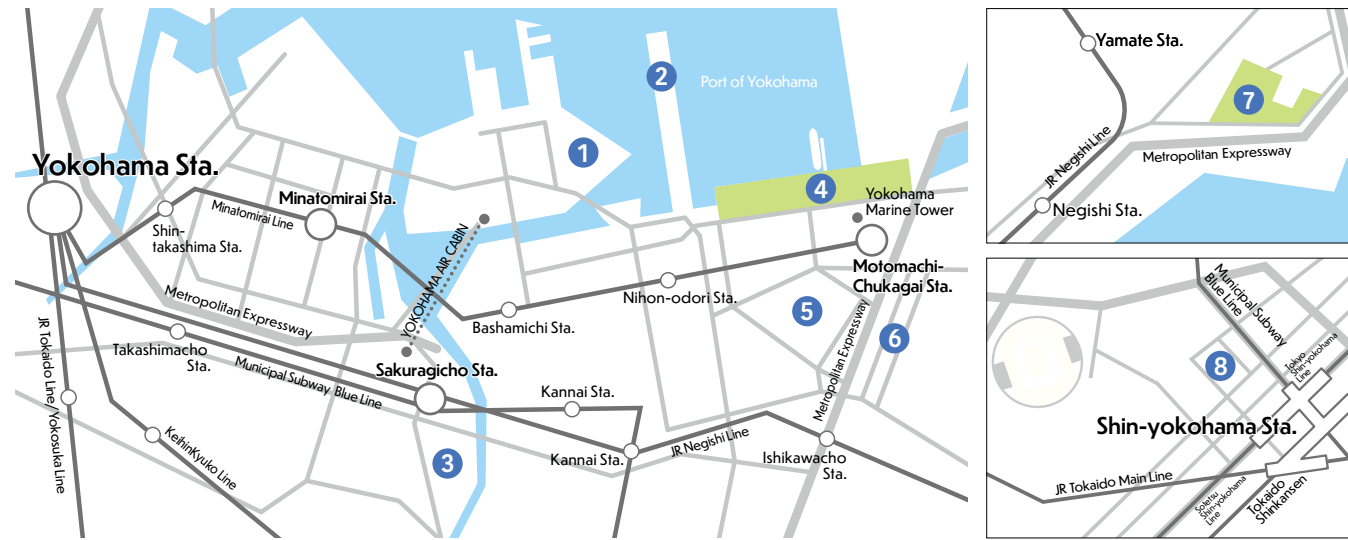 Yokohama Sta.
Shin-
takashima Sta.
Minatomirai Line
Minatomirai Sta.
Metropolitan Expressway
YOKOHAMA AIR CABIN
Takashimacho
Sta.
Municipal Subway Blue Line
JR Tokaido Line/Yokosuka Line
Keihinkyuko Line
Sakuragicho Sta.
Bashamichi Sta.
Kannai Sta.
Kannai Sta.
JR Negishi Line
Nihon-odori Sta.
1
2
Port of Yokohama
3
4
Yokohama
Marine Tower
Motomachi-
Chukagai Sta.
5
6
Metropolitan Expressway
Ishikawacho
Sta.
Yamate Sta.
7
JR Negishi Line
Metropolitan Expressway
Negishi Sta.
Municipal Subway
Blue Line
8
Tokyu
Shin-yokohama
Line
Shin-yokohama Sta.
JR Tokaido Main Line
Sotetsu
Shin-yokohama
Line
Tokaido
Shinkansen